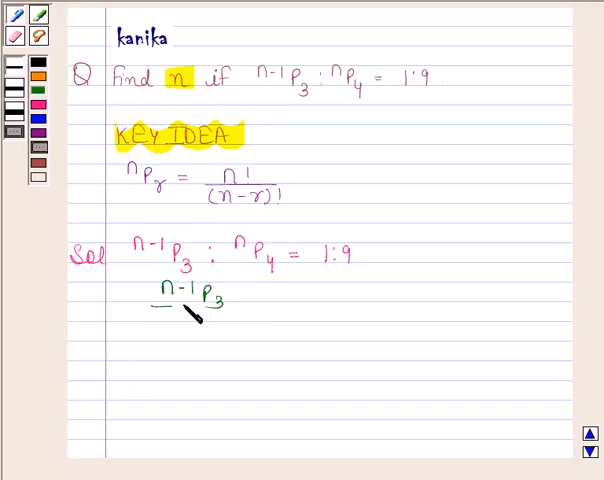 kanika
Q Find n if ⁿ⁻¹P₃ : ⁿP₄ = 1:9
KEY IDEA
ⁿPᵣ = n! / (n-r)!
Sol ⁿ⁻¹P₃ : ⁿP₄ = 1:9
ⁿ⁻¹P₃